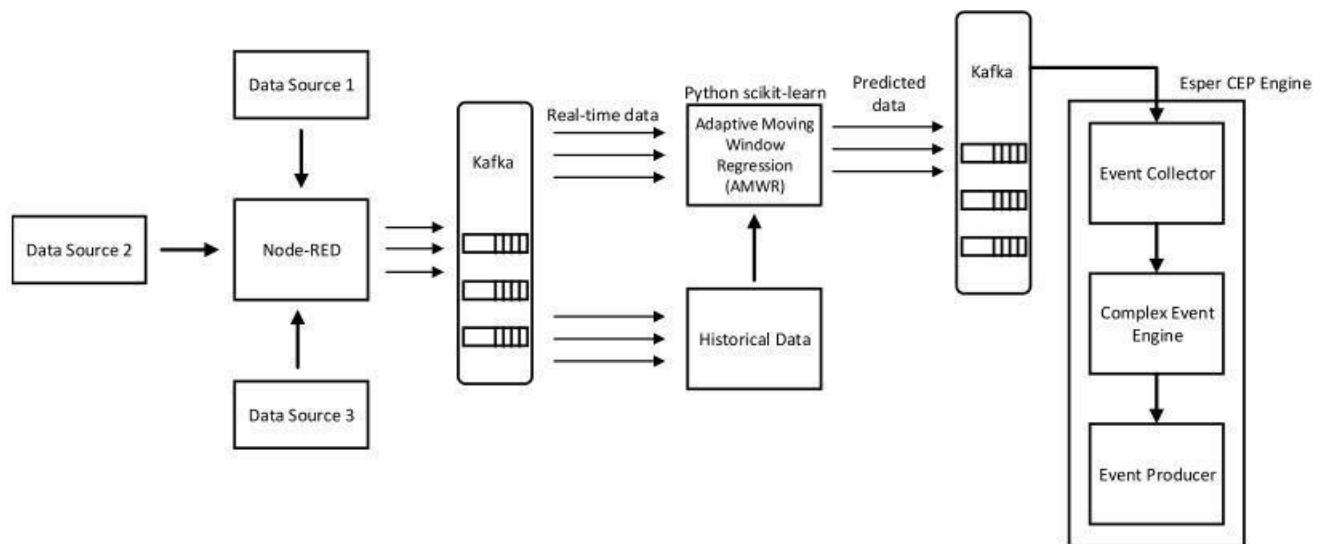 Data Source 1
Data Source 2
Node-RED
Data Source 3
Kafka
Real-time data
Python scikit-learn
Adaptive Moving
Window
Regression
(AMWR)
Historical Data
Predicted
data
Kafka
Esper CEP Engine
Event Collector
Complex Event
Engine
Event Producer